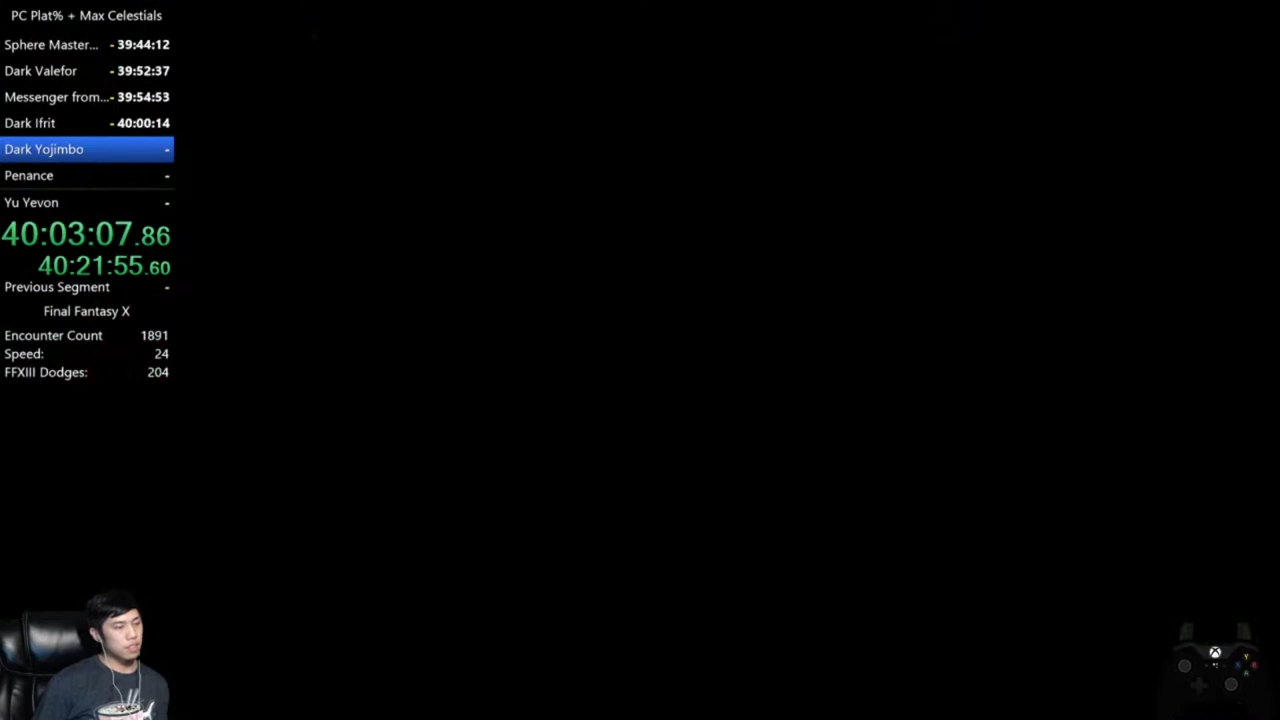 PC Plat% + Max Celestials
Sphere Master... - 39:44:12
Dark Valefor - 39:52:37
Messenger from... - 39:54:53
Dark Ifrit - 40:00:14
Dark Yojimbo -
Penance -
Yu Yevon -
40:03:07.86
40:21:55.60
Previous Segment -
Final Fantasy X
Encounter Count 1891
Speed: 24
FFXIII Dodges: 204